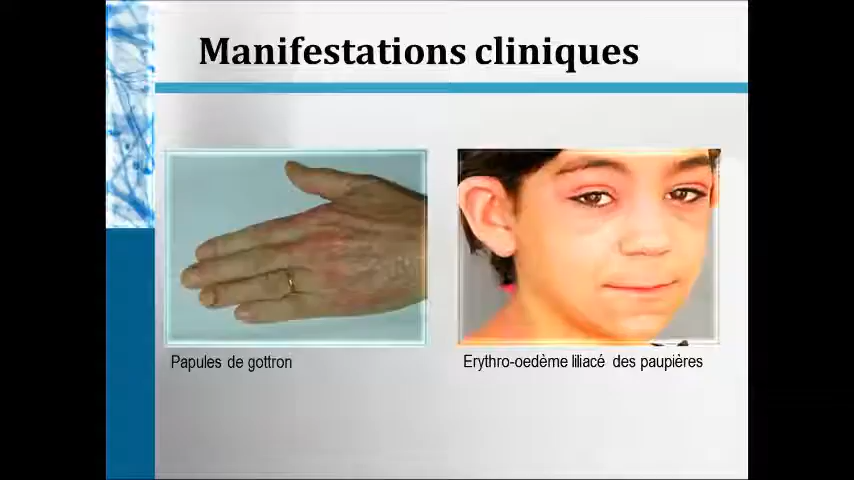 Manifestations cliniques
Papules de gottron
Erythro-oedème liliacé des paupières